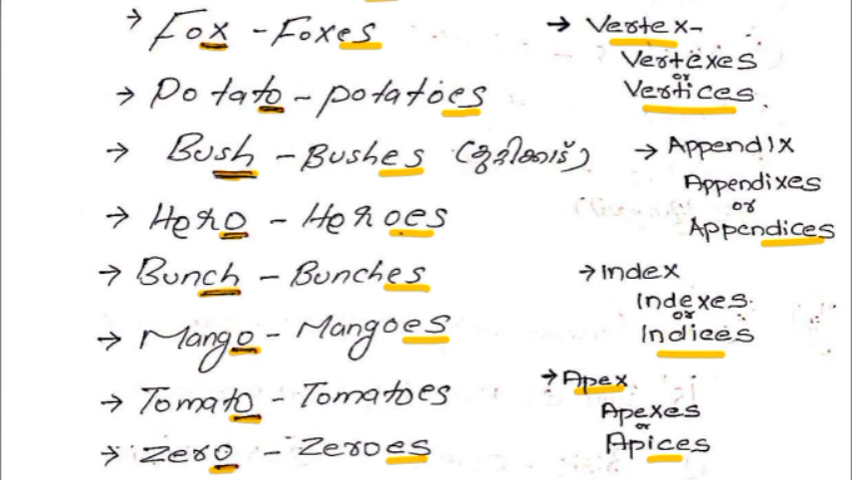 → Fox - Foxes
→ Potato - potatoes
→ Bush - Bushes (കുറ്റിക്കാട്)
→ Hero - Heroes
→ Bunch - Bunches
→ Mango - Mangoes
→ Tomato - Tomatoes
→ Zero - Zeroes
→ Vertex -
Vertexes
or
Vertices
→ Appendix
Appendixes
or
Appendices
→ Index
Indexes
or
Indices
→ Apex
Apexes
or
Apices